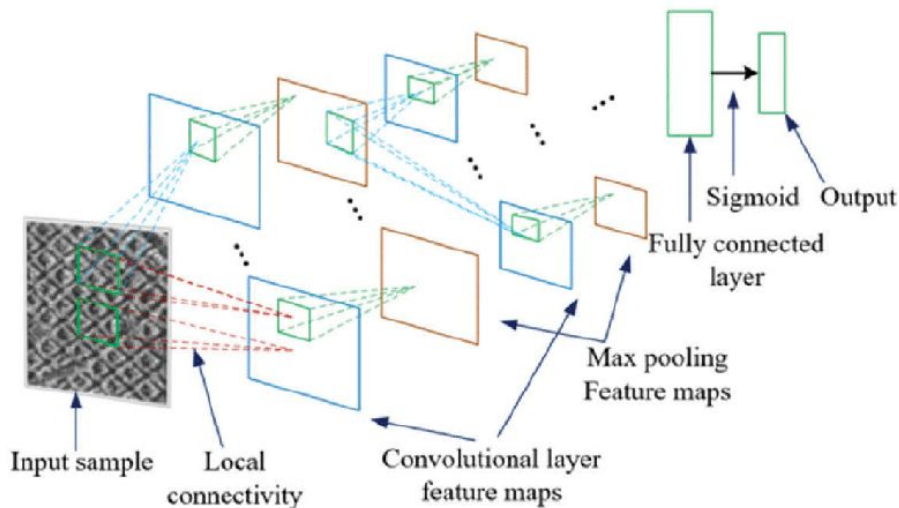 Sigmoid
Output
Fully connected
layer
Max pooling
Feature maps
Input sample
Local
connectivity
Convolutional layer
feature maps